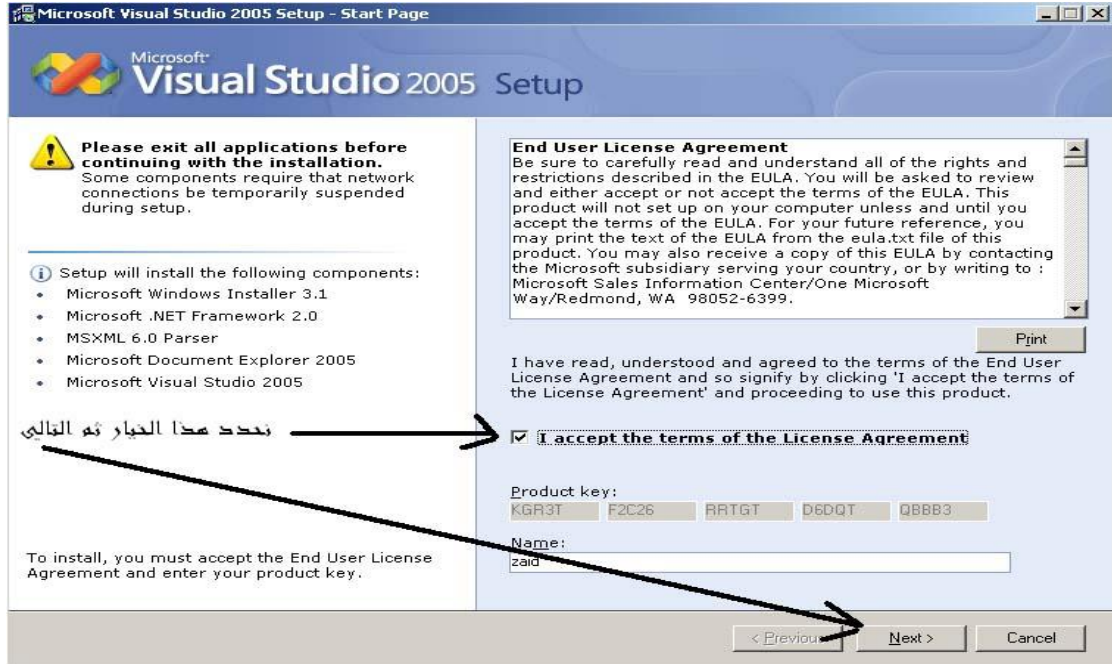 Microsoft Visual Studio 2005 Setup - Start Page
Microsoft
Visual Studio 2005 Setup
Please exit all applications before
continuing with the installation.
Some components require that network
connections be temporarily suspended
during setup.
Setup will install the following components:
• Microsoft Windows Installer 3.1
• Microsoft .NET Framework 2.0
• MSXML 6.0 Parser
• Microsoft Document Explorer 2005
• Microsoft Visual Studio 2005
نحدد هذا الخيار ثم التالي
To install, you must accept the End User License
Agreement and enter your product key.
End User License Agreement
Be sure to carefully read and understand all of the rights and
restrictions described in the EULA. You will be asked to review
and either accept or not accept the terms of the EULA. This
product will not set up on your computer unless and until you
accept the terms of the EULA. For your future reference, you
may print the text of the EULA from the eula.txt file of this
product. You may also receive a copy of this EULA by contacting
the Microsoft subsidiary serving your country, or by writing to :
Microsoft Sales Information Center/One Microsoft
Way/Redmond, WA 98052-6399.
Print
I have read, understood and agreed to the terms of the End User
License Agreement and so signify by clicking 'I accept the terms of
the License Agreement' and proceeding to use this product.
I accept the terms of the License Agreement
Product key:
KGR3T F2C26 RRTGT D6DQT QBBB3
Name:
zaid
< Previous Next > Cancel